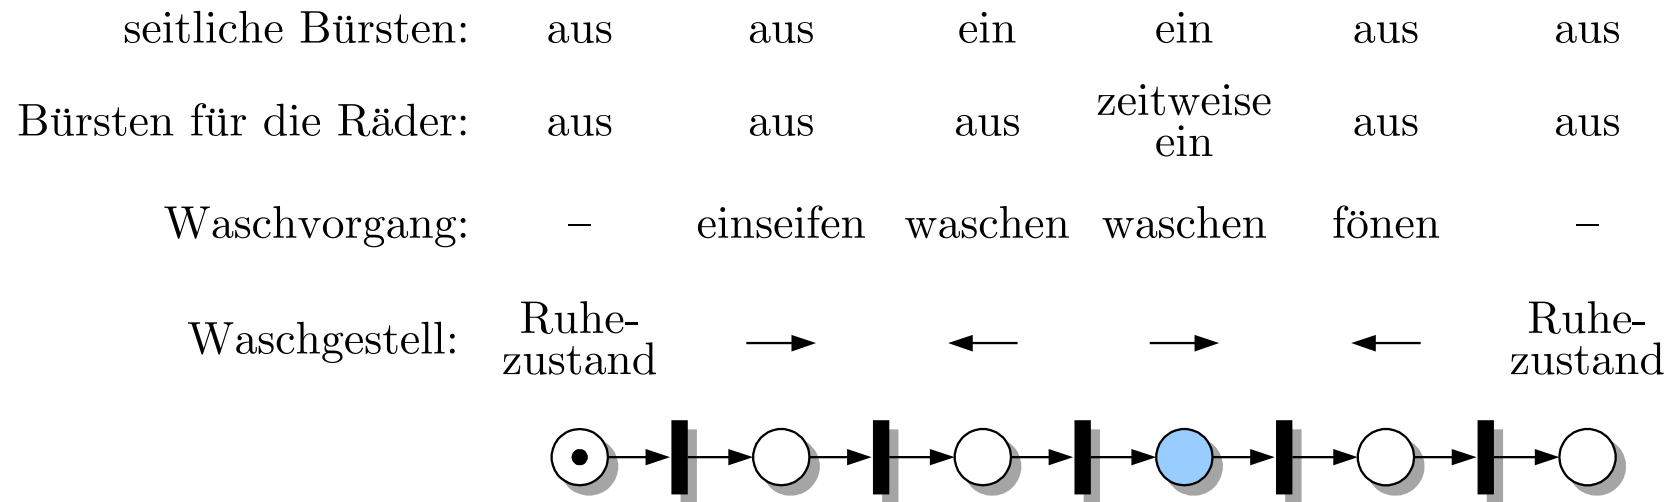 seitliche Bürsten: aus aus ein ein aus aus
Bürsten für die Räder: aus aus aus zeitweise ein aus aus
Waschvorgang: – einseifen waschen waschen fönen –
Waschgestell: Ruhe- zustand Ruhe- zustand